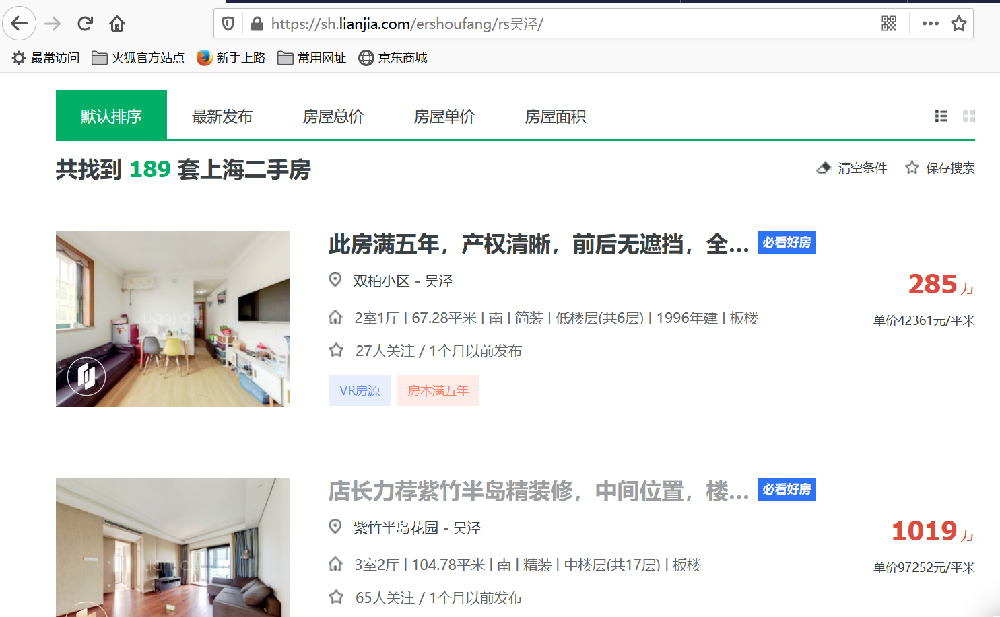 https://sh.lianjia.com/ershoufang/rs吴泾/
最常访问 火狐官方站点 新手上路 常用网址 京东商城
默认排序 最新发布 房屋总价 房屋单价 房屋面积
共找到 189 套上海二手房 清空条件 保存搜索
此房满五年，产权清晰，前后无遮挡，全... 必看好房
双柏小区 - 吴泾
285万
2室1厅 | 67.28平米 | 南 | 简装 | 低楼层(共6层) | 1996年建 | 板楼
单价42361元/平米
27人关注 / 1个月以前发布
VR房源 房本满五年
lianjia
店长力荐紫竹半岛精装修，中间位置，楼... 必看好房
紫竹半岛花园 - 吴泾
1019万
3室2厅 | 104.78平米 | 南 | 精装 | 中楼层(共17层) | 板楼
单价97252元/平米
65人关注 / 1个月以前发布
lianjia